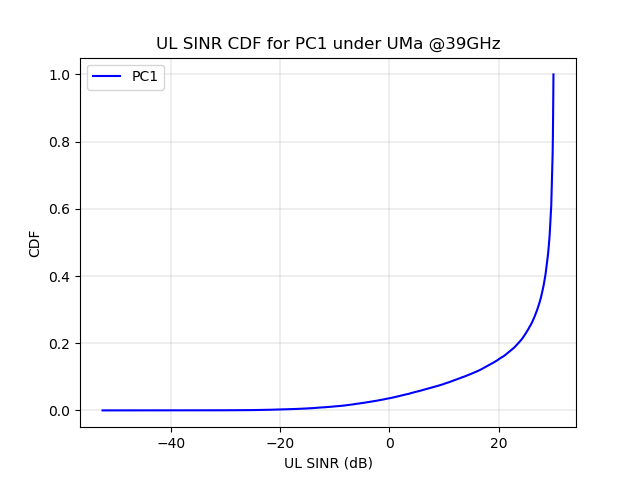 UL SINR CDF for PC1 under UMa @39GHz
PC1
1.0
0.8
0.6
0.4
0.2
0.0
CDF
−40
−20
0
20
UL SINR (dB)